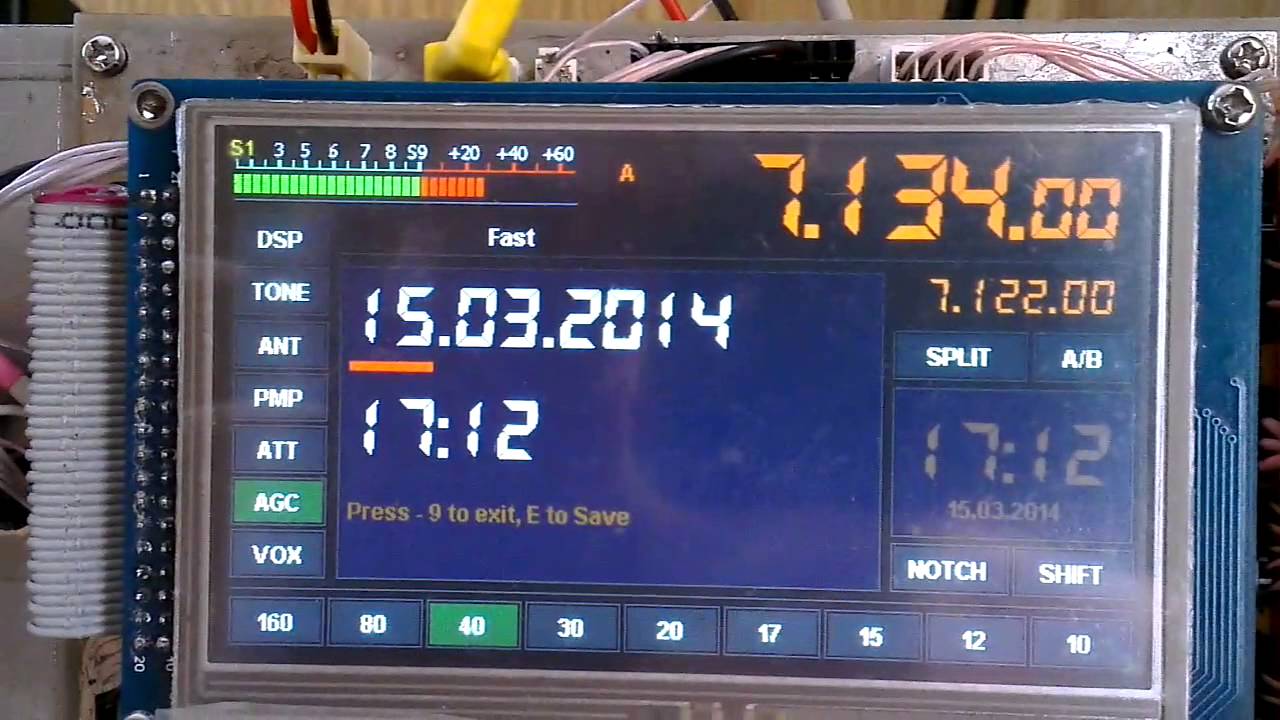 S1 3 5 6 7 8 S9 +20 +40 +60
A
7.134.00
DSP
Fast
7.122.00
TONE
15.03.2014
ANT
SPLIT
A/B
PMP
17:12
17:12
ATT
15.03.2014
AGC
Press - 9 to exit, E to Save
VOX
NOTCH
SHIFT
160 80 40 30 20 17 15 12 10
1
20